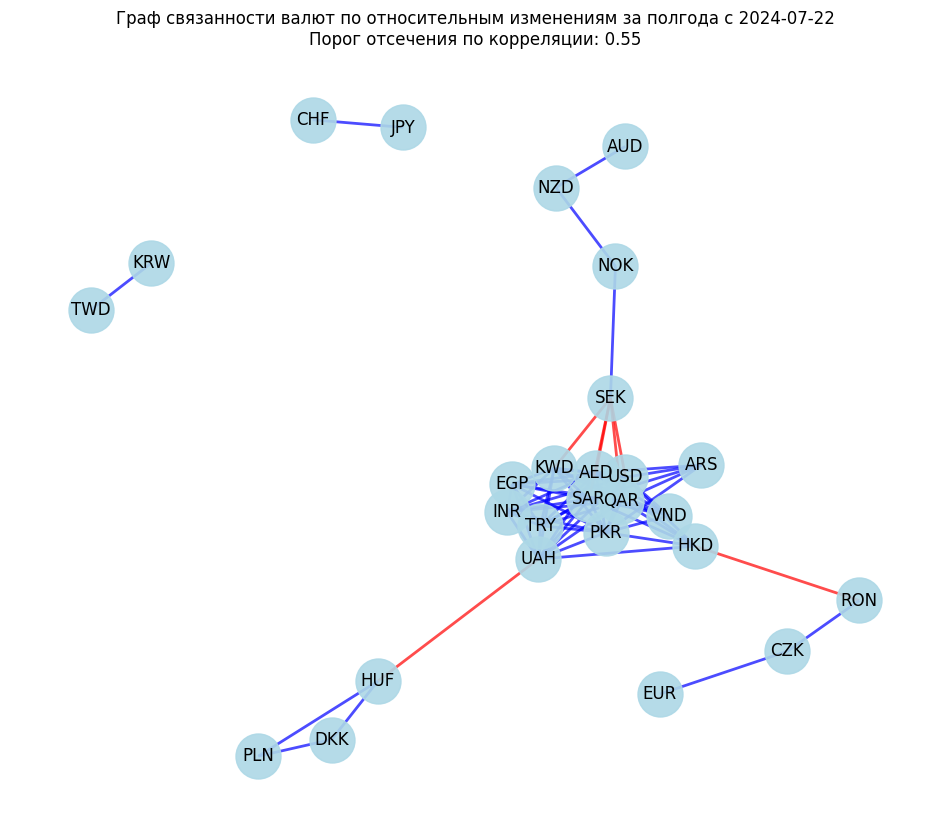 Граф связанности валют по относительным изменениям за полгода с 2024-07-22
Порог отсечения по корреляции: 0.55
CHF
JPY
AUD
NZD
KRW
NOK
TWD
SEK
ARS
KWD
AED
USD
EGP
SAR
QAR
INR
VND
TRY
PKR
HKD
UAH
RON
CZK
HUF
EUR
DKK
PLN